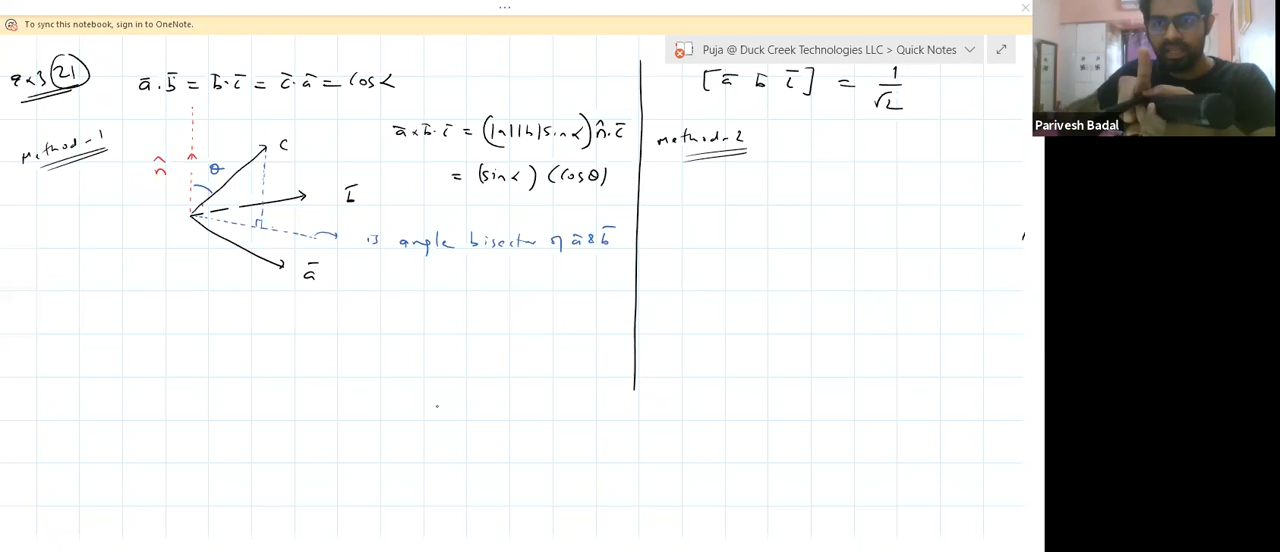 To sync this notebook, sign in to OneNote.
Puja @ Duck Creek Technologies LLC > Quick Notes
Parivesh Badal
Ex 3 (21)
a̅ . b̅ = b̅ . c̅ = c̅ . a̅ = cos α
Method-1
a̅ × b̅ . c̅ = (|a||b| sin α) n̂ . c̅
= (sin α) (cos θ)
n̂
θ
c
b̅
is angle bisector of a̅ & b̅
a̅
[a̅ b̅ c̅] = 1/√2
Method-2